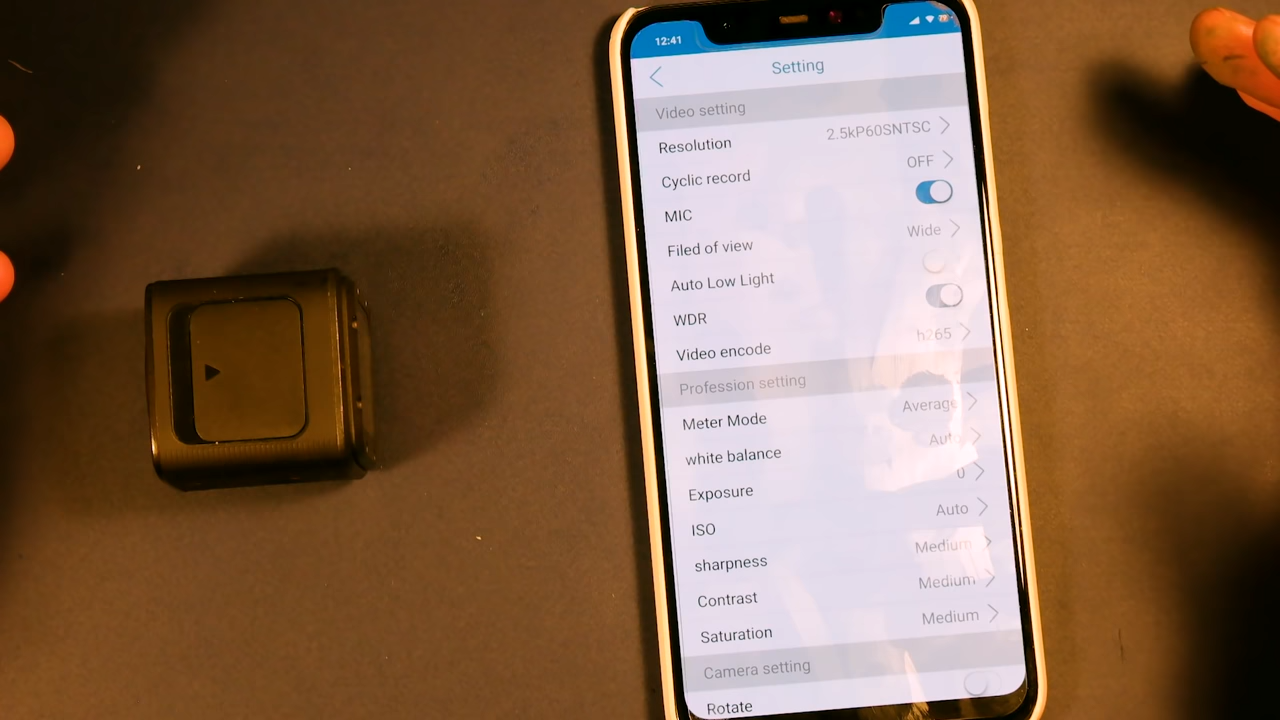 12:41
Setting
Video setting
Resolution 2.5kP60SNTSC
Cyclic record OFF
MIC
Filed of view Wide
Auto Low Light
WDR
Video encode h265
Profession setting
Meter Mode Average
white balance Auto
Exposure 0
ISO Auto
sharpness Medium
Contrast Medium
Saturation Medium
Camera setting
Rotate